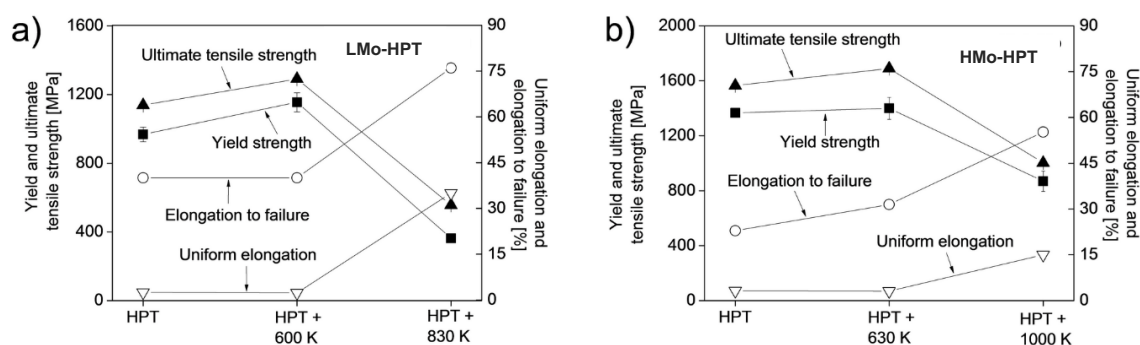 a)
LMo-HPT
Yield and ultimate
tensile strength [MPa]
1600
1200
800
400
0
Ultimate tensile strength
Yield strength
Elongation to failure
Uniform elongation
90
75
60
45
30
15
0
Uniform elongation and
elongation to failure [%]
HPT
HPT +
600 K
HPT +
830 K
b)
HMo-HPT
Yield and ultimate
tensile strength [MPa]
2000
1600
1200
800
400
0
Ultimate tensile strength
Yield strength
Elongation to failure
Uniform elongation
90
75
60
45
30
15
0
Uniform elongation and
elongation to failure [%]
HPT
HPT +
630 K
HPT +
1000 K